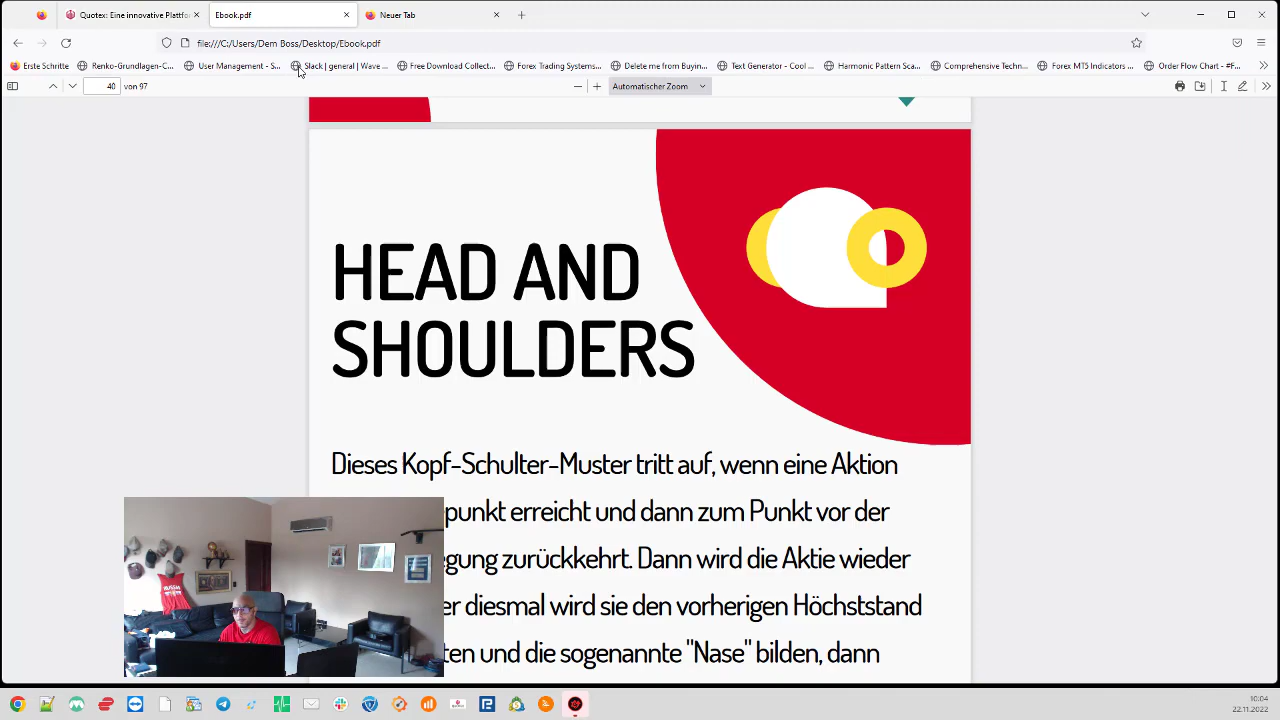 Quotex: Eine innovative Plattfo
Ebook.pdf
Neuer Tab
file:///C:/Users/Dem Boss/Desktop/Ebook.pdf
Erste Schritte
Renko-Grundlagen-C...
User Management - S...
Slack | general | Wave ...
Free Download Collect...
Forex Trading Systems...
Delete me from Buyin...
Text Generator - Cool ...
Harmonic Pattern Sca...
Comprehensive Techn...
Forex MT5 Indicators ...
Order Flow Chart - #F...
40 von 97
Automatischer Zoom
HEAD AND
SHOULDERS
Dieses Kopf-Schulter-Muster tritt auf, wenn eine Aktion
punkt erreicht und dann zum Punkt vor der
gung zurückkehrt. Dann wird die Aktie wieder
er diesmal wird sie den vorherigen Höchststand
ten und die sogenannte "Nase" bilden, dann
RUSSIA
10:04
22.11.2022